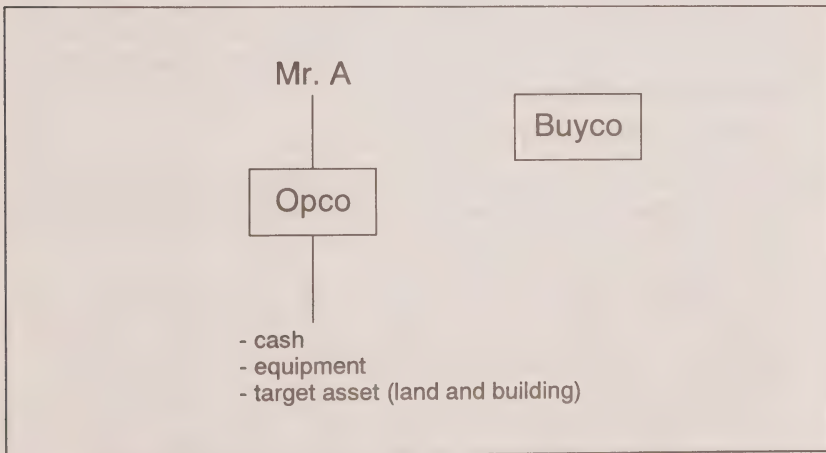 Mr. A
Buyco
Opco
- cash
- equipment
- target asset (land and building)